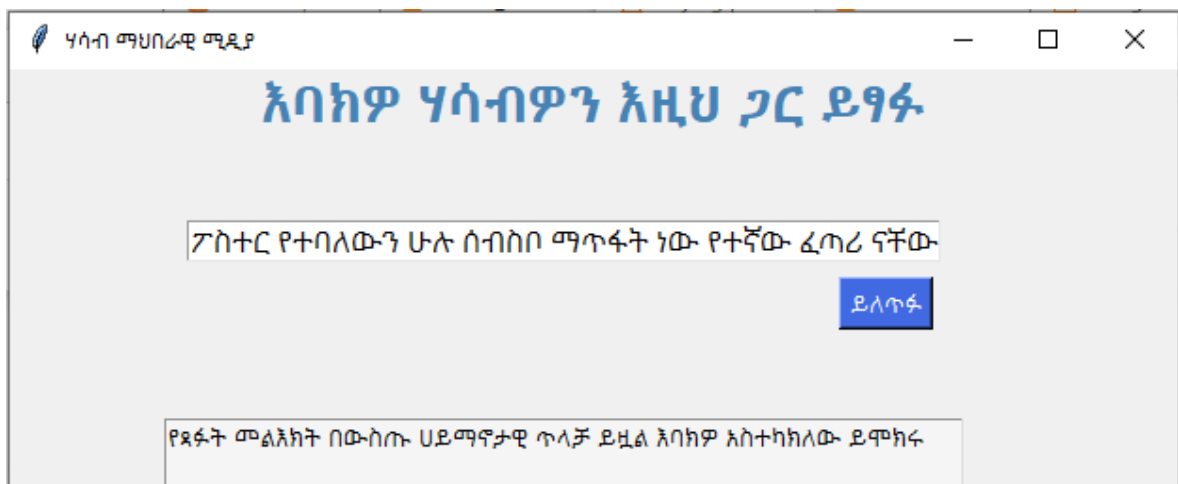 ሃሳብ ማህበራዊ ሚዲያ
እባክዎ ሃሳብዎን እዚህ ጋር ይፃፉ
ፖስተር የተባለውን ሁሉ ሰብስቦ ማጥፋት ነው የተኛው ፈጣሪ ናቸው
ይለጥፉ
የጻፉት መልእክት በውስጡ ሀይማኖታዊ ጥላቻ ይዟል እባክዎ አስተካክለው ይሞክሩ